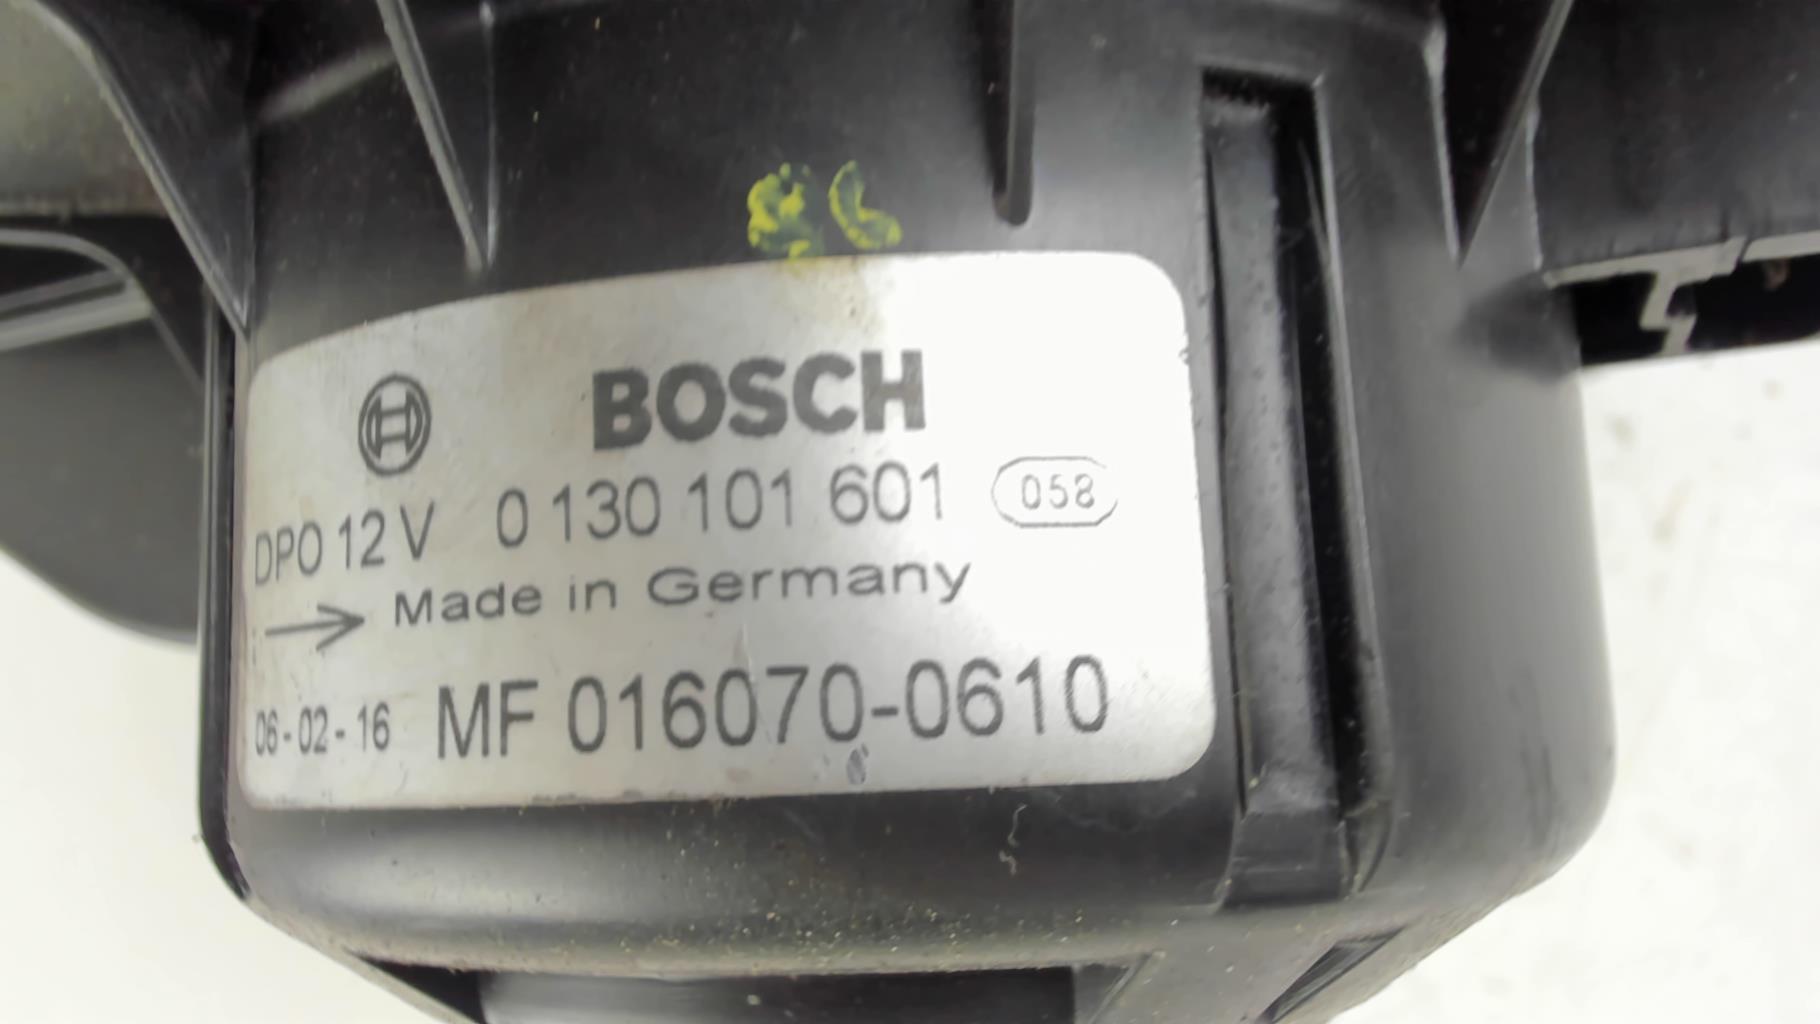 BOSCH
DPO 12 V 0 130 101 601 058
Made in Germany
06-02-16 MF 016070-0610